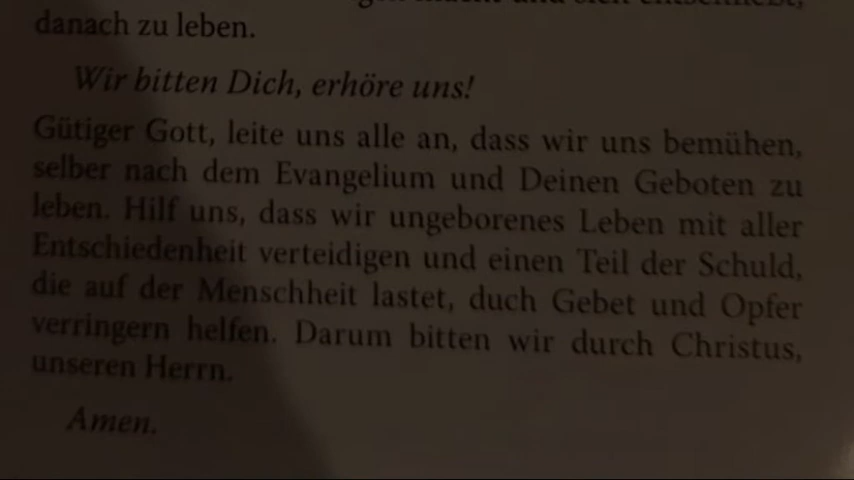 danach zu leben.
Wir bitten Dich, erhöre uns!
Gütiger Gott, leite uns alle an, dass wir uns bemühen,
selber nach dem Evangelium und Deinen Geboten zu
leben. Hilf uns, dass wir ungeborenes Leben mit aller
Entschiedenheit verteidigen und einen Teil der Schuld,
die auf der Menschheit lastet, duch Gebet und Opfer
verringern helfen. Darum bitten wir durch Christus,
unseren Herrn.
Amen.